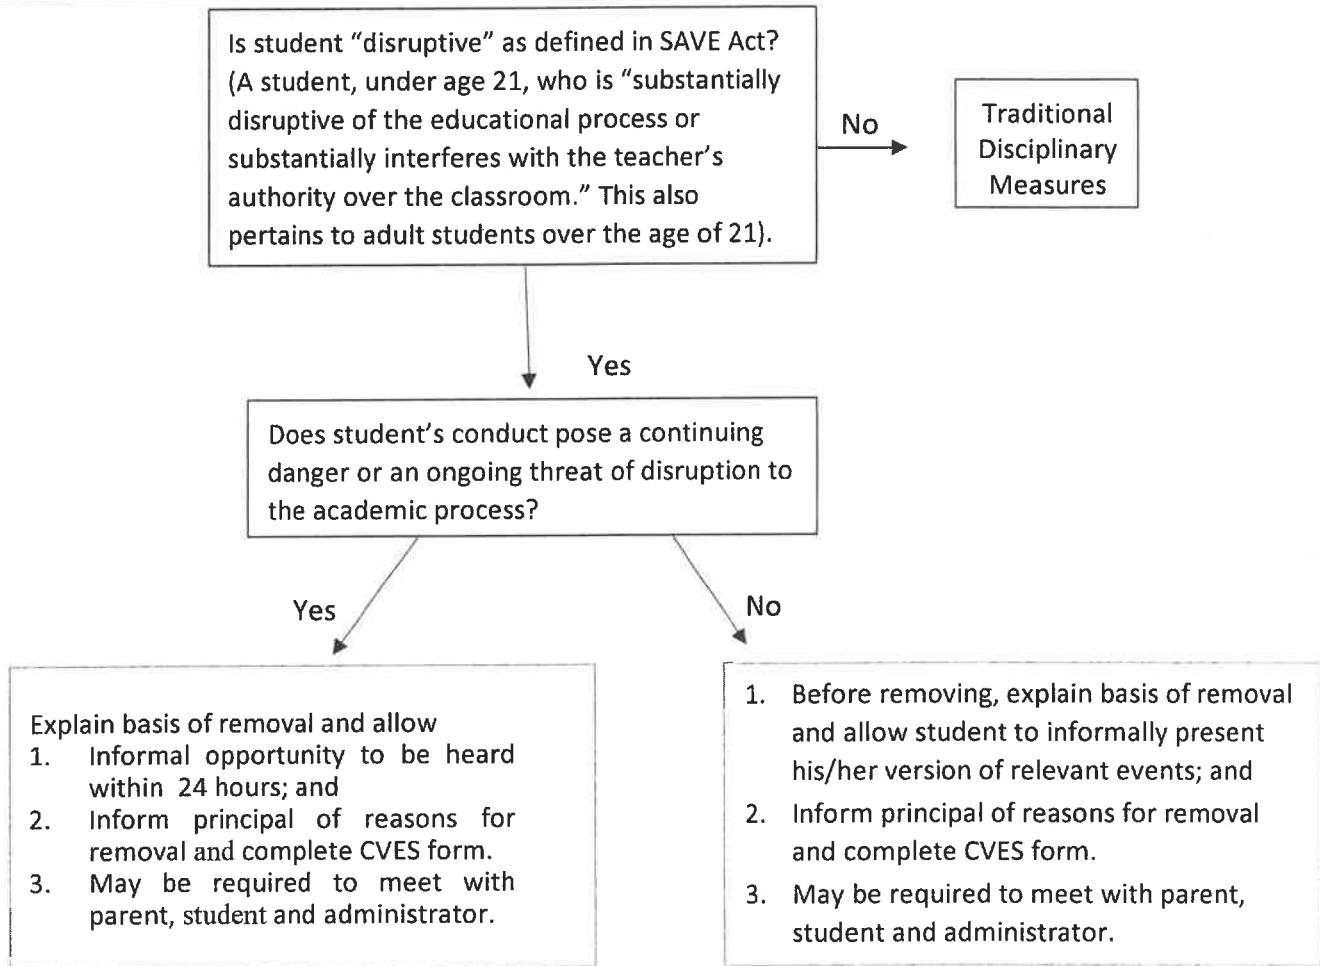 Is student “disruptive” as defined in SAVE Act?
(A student, under age 21, who is “substantially
disruptive of the educational process or
substantially interferes with the teacher’s
authority over the classroom.” This also
pertains to adult students over the age of 21).
No
Traditional
Disciplinary
Measures
Yes
Does student’s conduct pose a continuing
danger or an ongoing threat of disruption to
the academic process?
Yes
No
Explain basis of removal and allow
1. Informal opportunity to be heard
within 24 hours; and
2. Inform principal of reasons for
removal and complete CVES form.
3. May be required to meet with
parent, student and administrator.
1. Before removing, explain basis of removal
and allow student to informally present
his/her version of relevant events; and
2. Inform principal of reasons for removal
and complete CVES form.
3. May be required to meet with parent,
student and administrator.